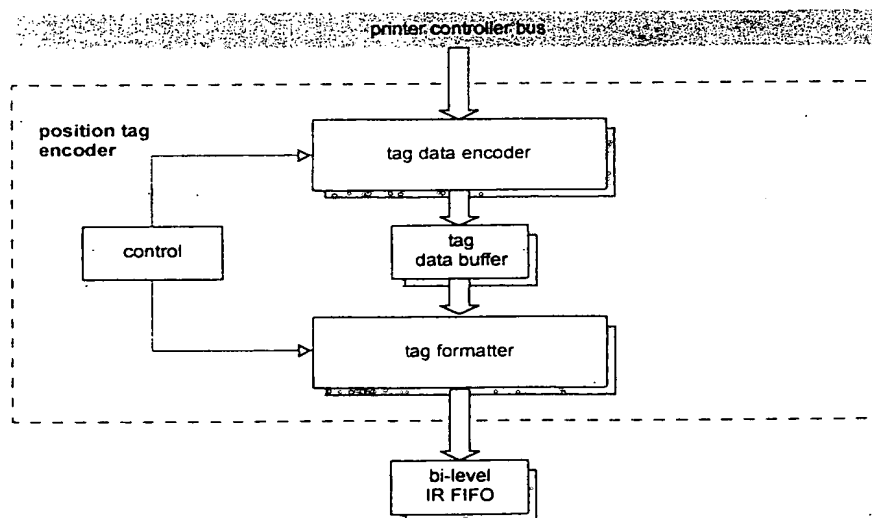 printer controller bus
position tag
encoder
tag data encoder
control
tag
data buffer
tag formatter
bi-level
IR FIFO